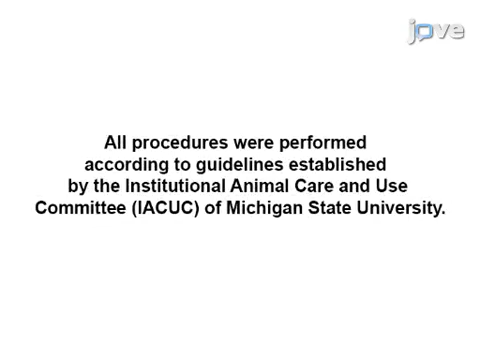 jove
All procedures were performed
according to guidelines established
by the Institutional Animal Care and Use
Committee (IACUC) of Michigan State University.